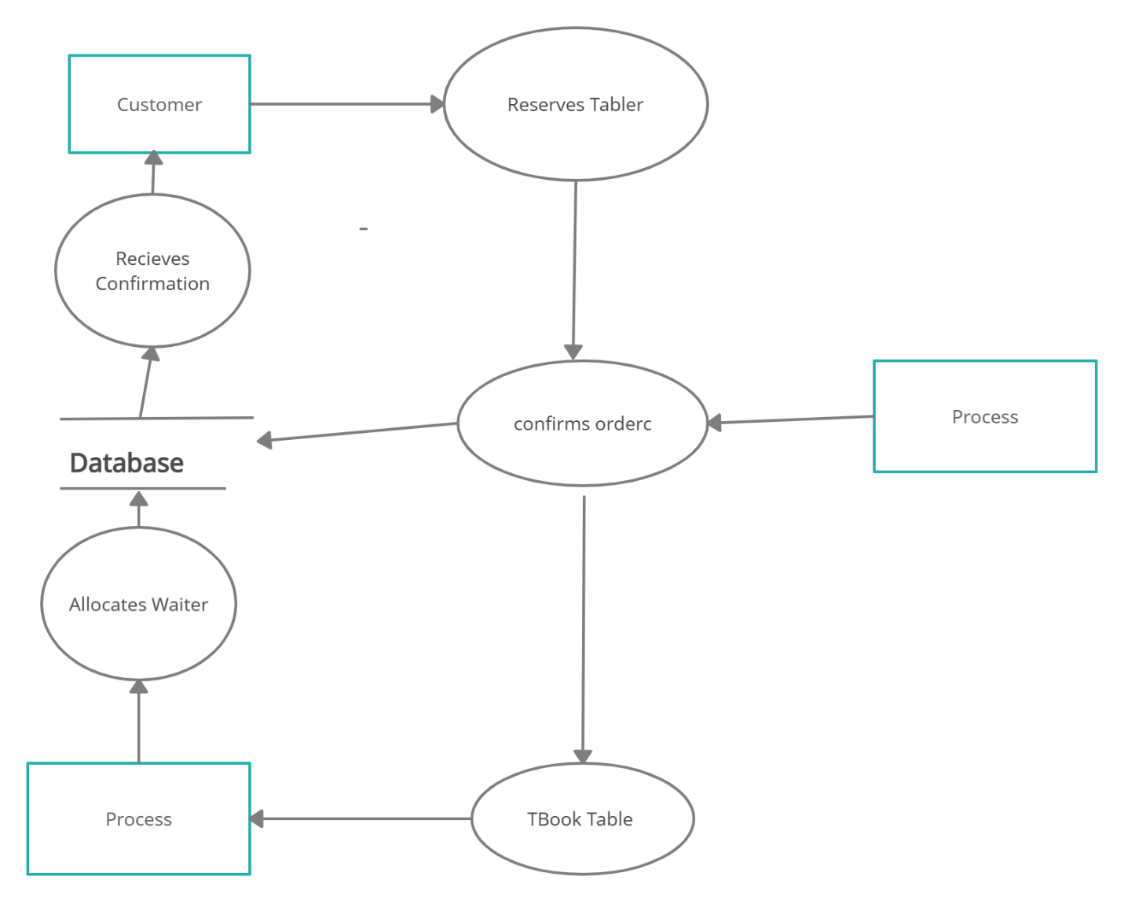 Customer
Reserves Tabler
-
Recieves
Confirmation
confirms orderc
Process
Database
Allocates Waiter
Process
TBook Table